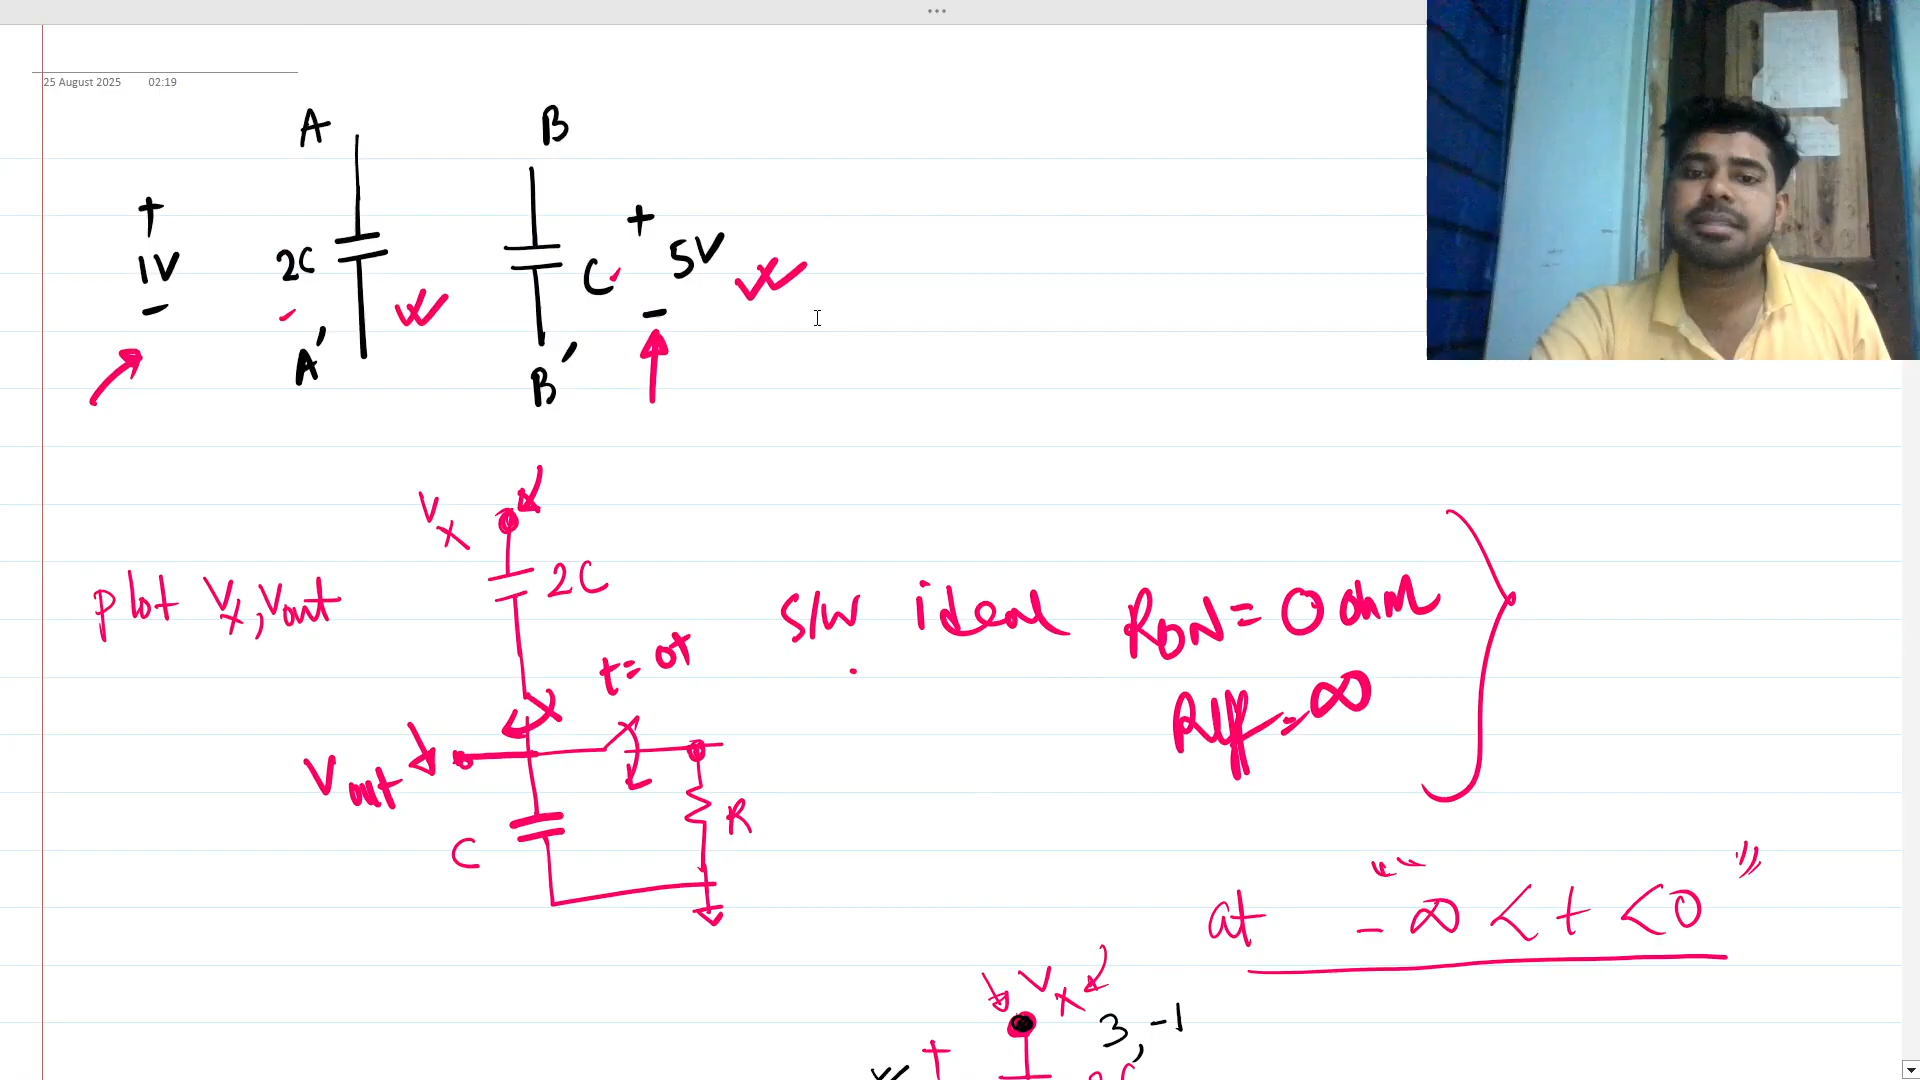 25 August 2025 02:19
A B
+ 1V - 2C C + 5V -
A' B'
Vx
2C
plot Vx, Vout
S/W ideal RON = 0 ohm
Roff = ∞
t = 0+
Vout
C R
at "-∞ < t < 0"
Vx
3, -1
+
2C